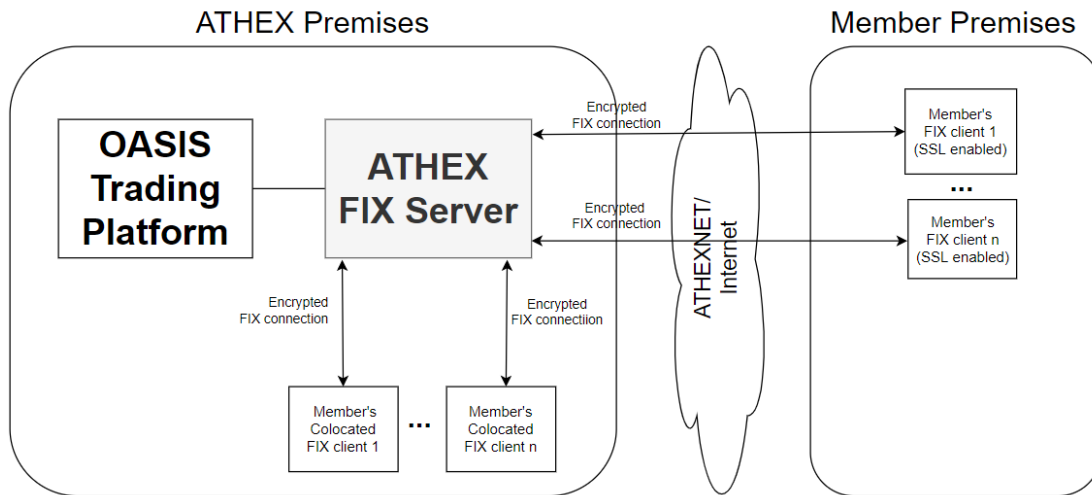 ATHEX Premises
Member Premises
OASIS
Trading
Platform
ATHEX
FIX Server
Encrypted
FIX connection
Encrypted
FIX connection
ATHEXNET/
Internet
Member's
FIX client 1
(SSL enabled)
...
Member's
FIX client n
(SSL enabled)
Encrypted
FIX connection
Encrypted
FIX connectiion
Member's
Colocated
FIX client 1
...
Member's
Colocated
FIX client n